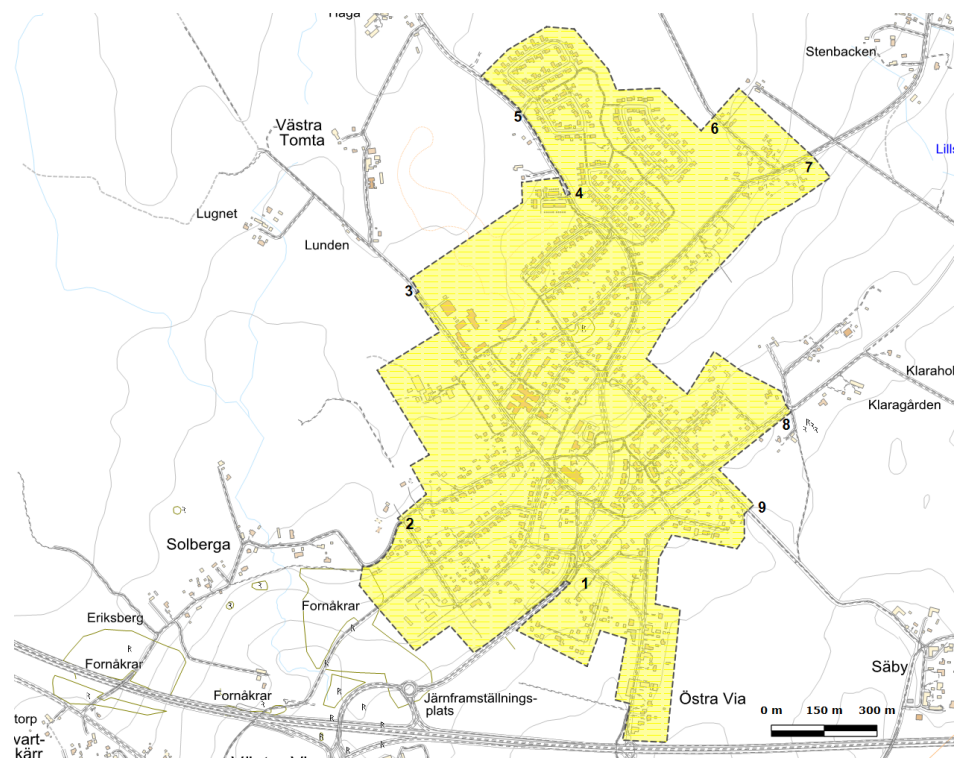 Haga
Stenbacken
5
6
Västra
Tomta
Lills
7
4
Lugnet
Lunden
3
Klarahol
Klaragården
8
9
2
Solberga
1
Fornåkrar
Eriksberg
Fornåkrar
Säby
Fornåkrar
Järnframställnings-
plats
Östra Via
0 m 150 m 300 m
torp
vart-
kärr